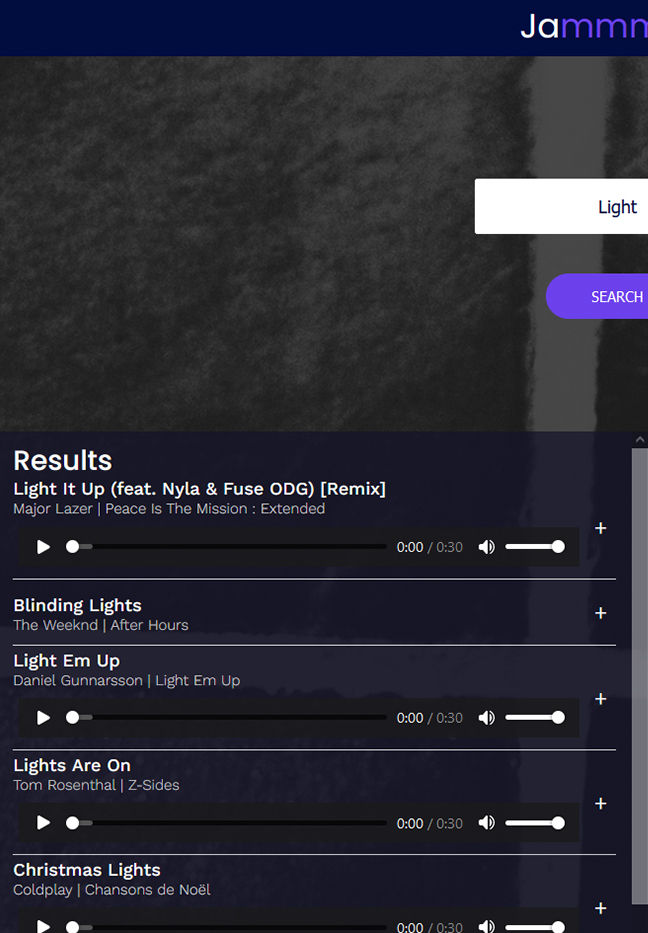 Jammm
Light
SEARCH
Results
Light It Up (feat. Nyla & Fuse ODG) [Remix]
Major Lazer | Peace Is The Mission : Extended
+
0:00 / 0:30
Blinding Lights
The Weeknd | After Hours
+
Light Em Up
Daniel Gunnarsson | Light Em Up
+
0:00 / 0:30
Lights Are On
Tom Rosenthal | Z-Sides
+
0:00 / 0:30
Christmas Lights
Coldplay | Chansons de Noël
+
0:00 / 0:30